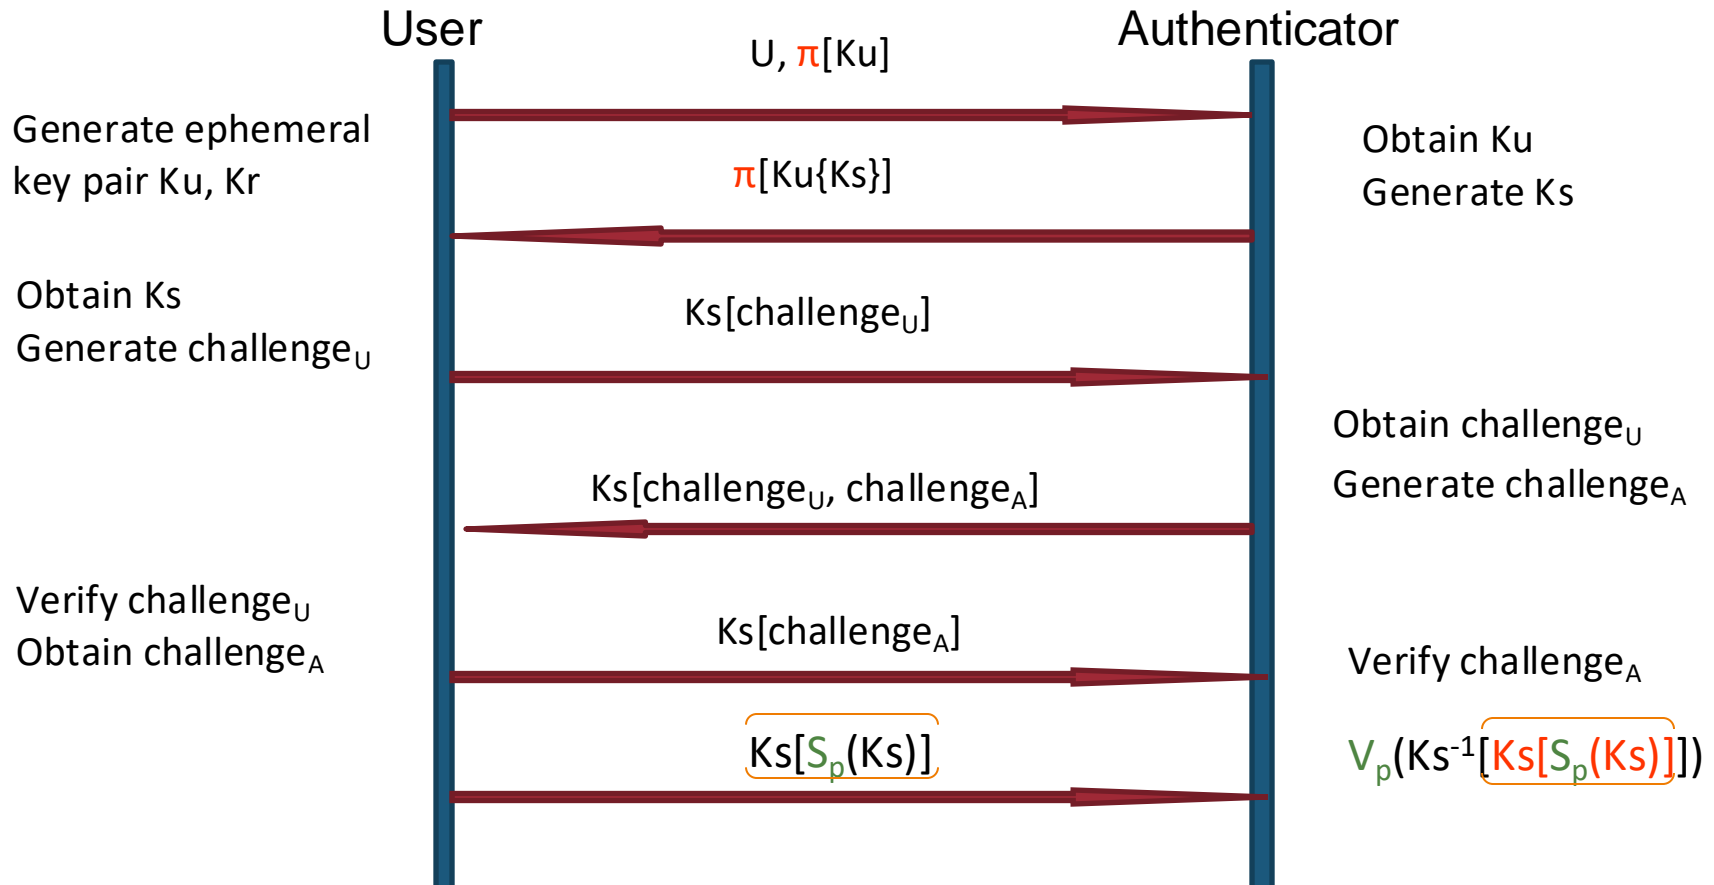 User
Authenticator
U, π[Ku]
Generate ephemeral
key pair Ku, Kr
Obtain Ku
Generate Ks
π[Ku{Ks}]
Obtain Ks
Generate challengeU
Ks[challengeU]
Obtain challengeU
Generate challengeA
Ks[challengeU, challengeA]
Verify challengeU
Obtain challengeA
Ks[challengeA]
Verify challengeA
Ks[Sp(Ks)]
Vp(Ks-1[Ks[Sp(Ks)]])